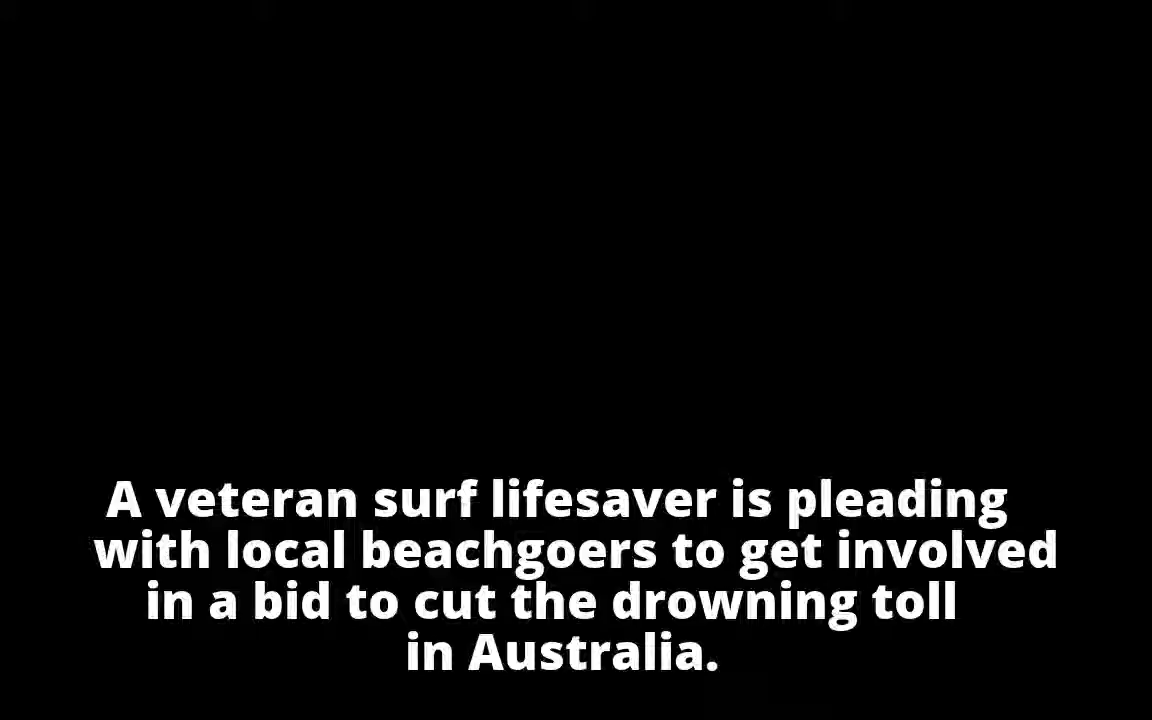 A veteran surf lifesaver is pleading
with local beachgoers to get involved
in a bid to cut the drowning toll
in Australia.